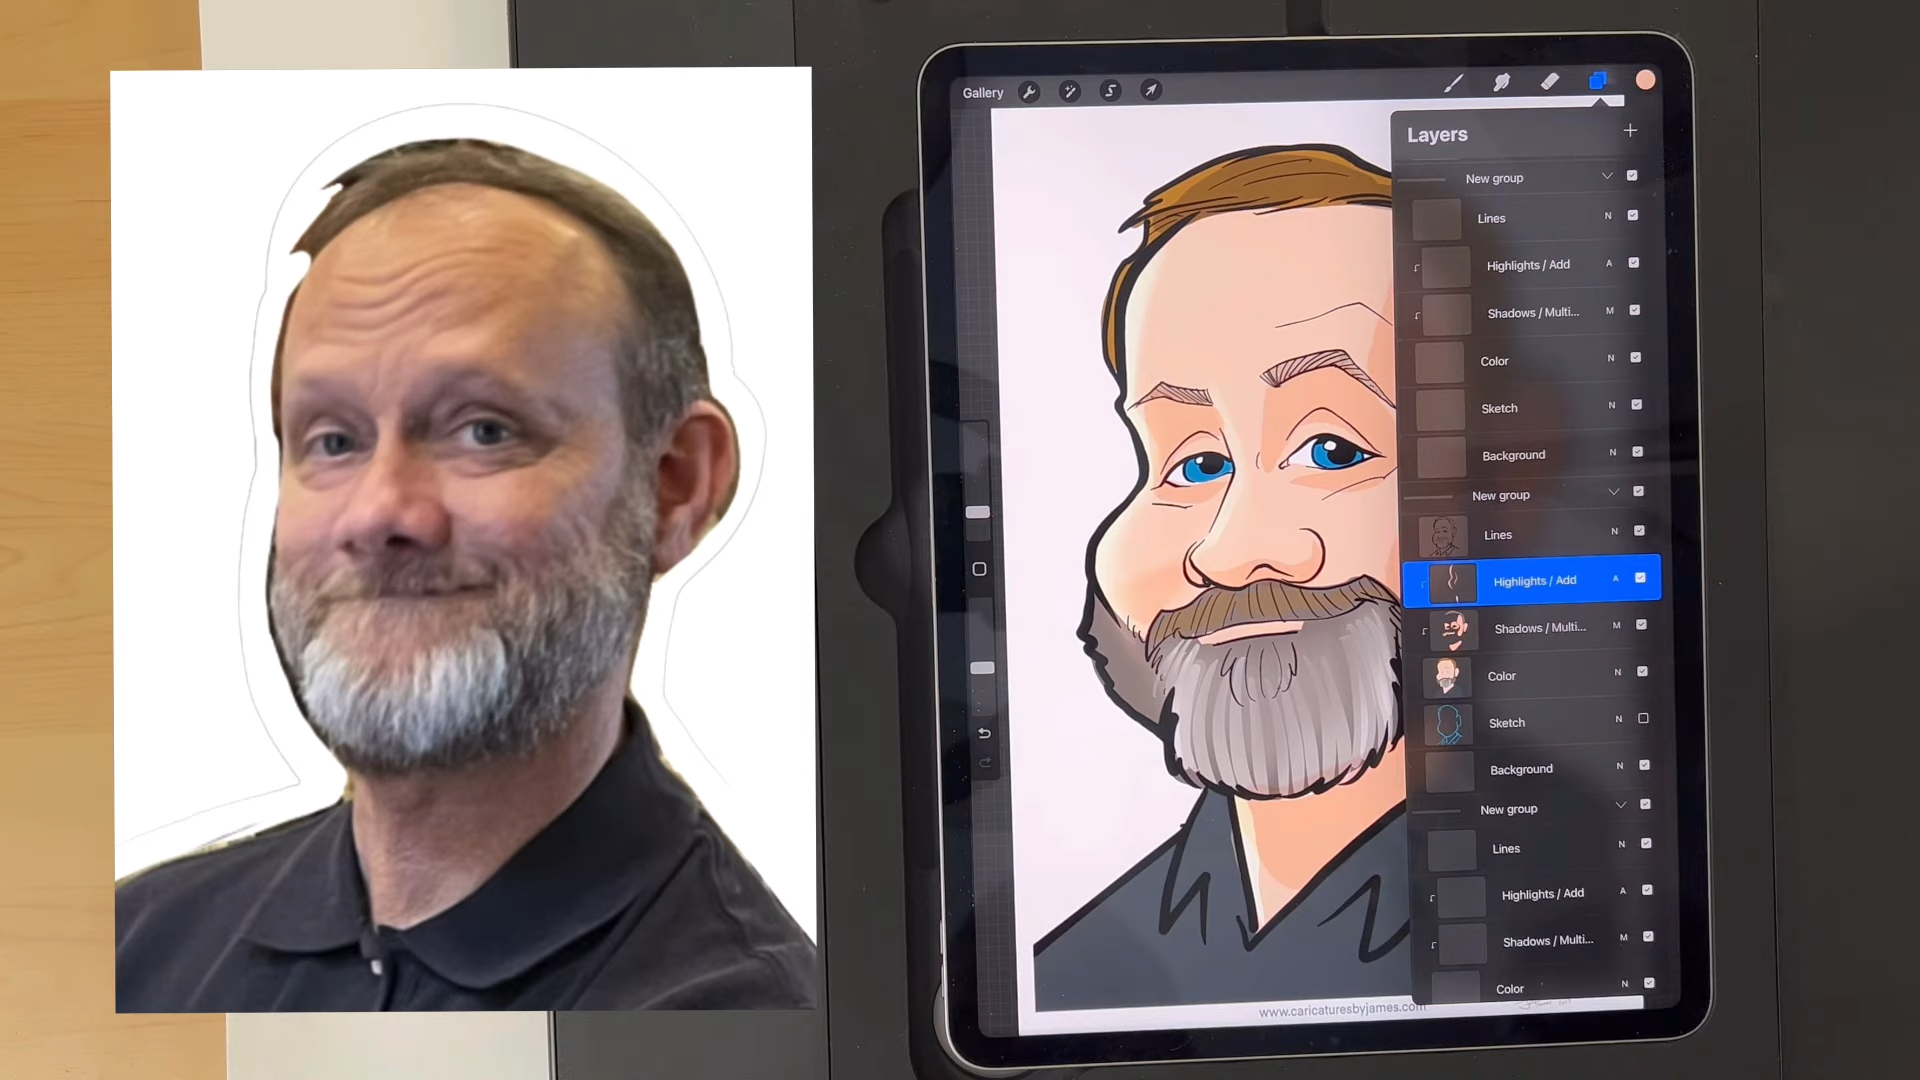 Gallery
Layers
New group
Lines N
Highlights / Add A
Shadows / Multi... M
Color N
Sketch N
Background N
New group
Lines N
Highlights / Add A
Shadows / Multi... M
Color N
Sketch N
Background N
New group
Lines N
Highlights / Add A
Shadows / Multi... M
Color N
www.caricaturesbyjames.com